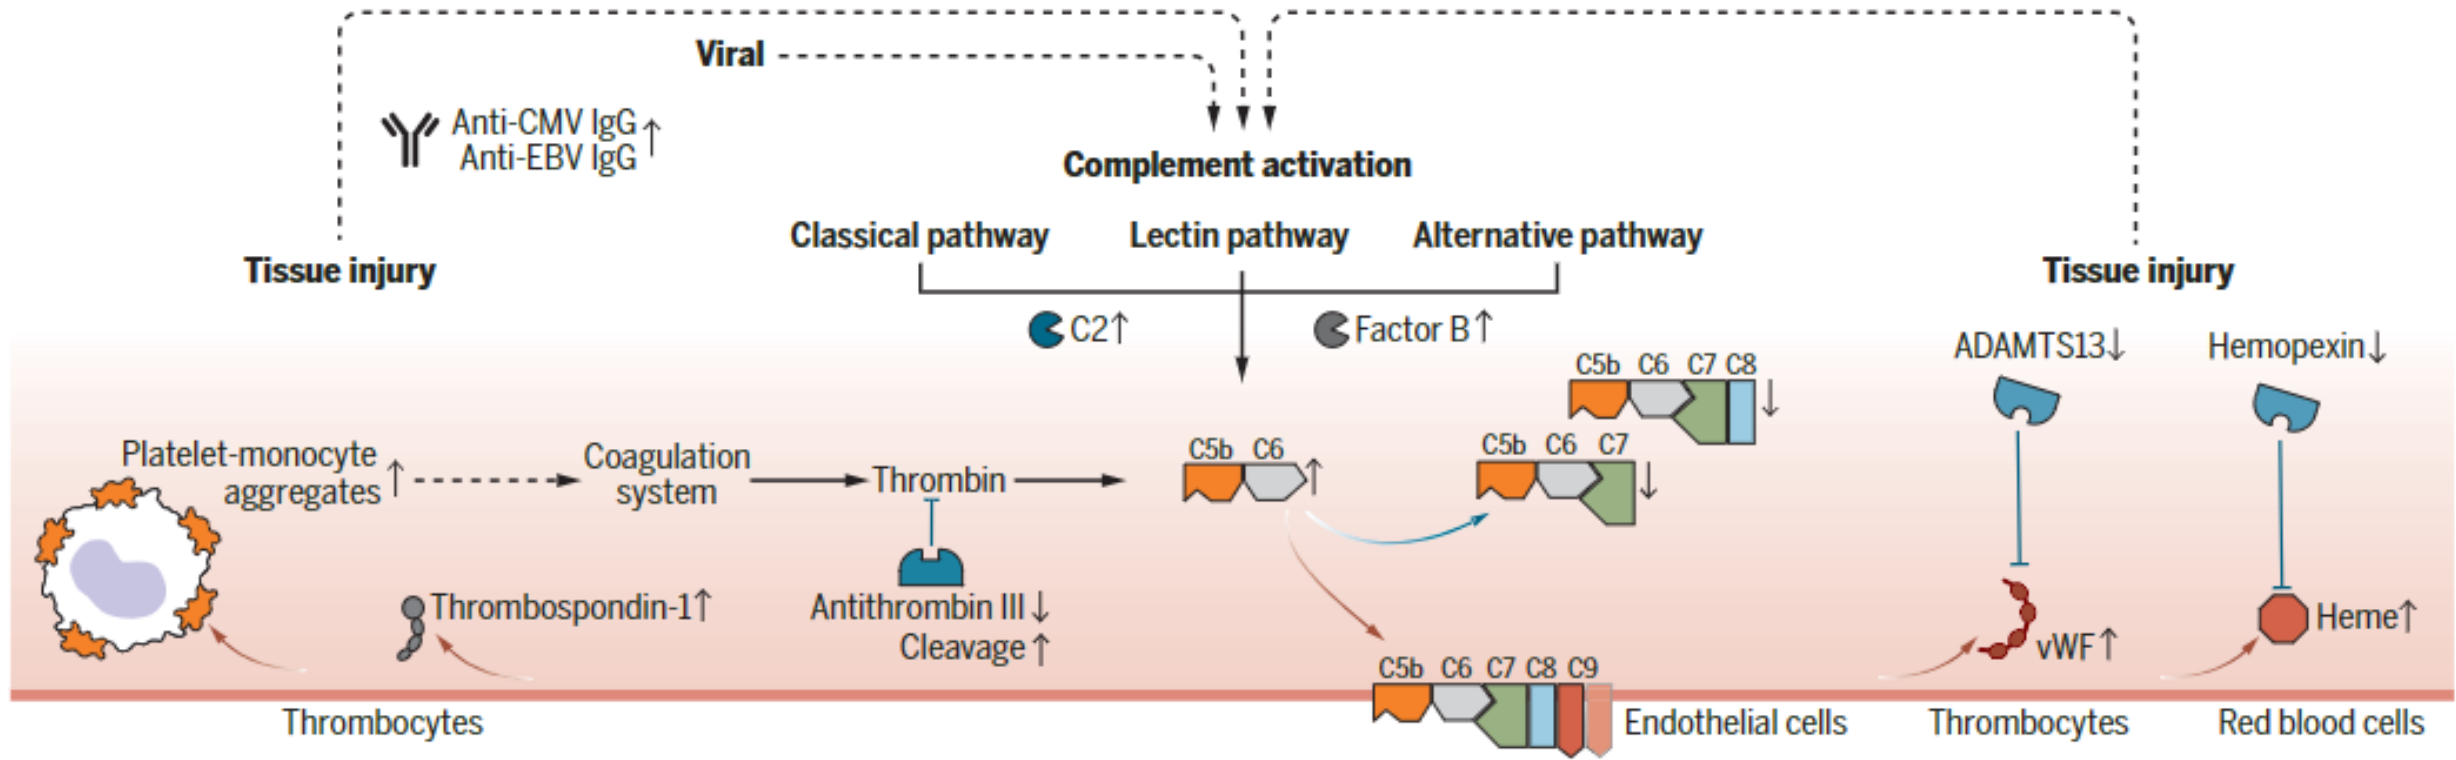 Viral
Anti-CMV IgG ↑
Anti-EBV IgG
Complement activation
Classical pathway
Lectin pathway
Alternative pathway
Tissue injury
Tissue injury
C2↑
Factor B↑
ADAMTS13↓
Hemopexin↓
C5b C6 C7 C8 ↓
Platelet-monocyte
aggregates ↑
Coagulation
system
Thrombin
C5b C6 ↑
C5b C6 C7 ↓
Thrombospondin-1↑
Antithrombin III ↓
Cleavage ↑
vWF↑
Heme↑
C5b C6 C7 C8 C9
Thrombocytes
Endothelial cells
Thrombocytes
Red blood cells